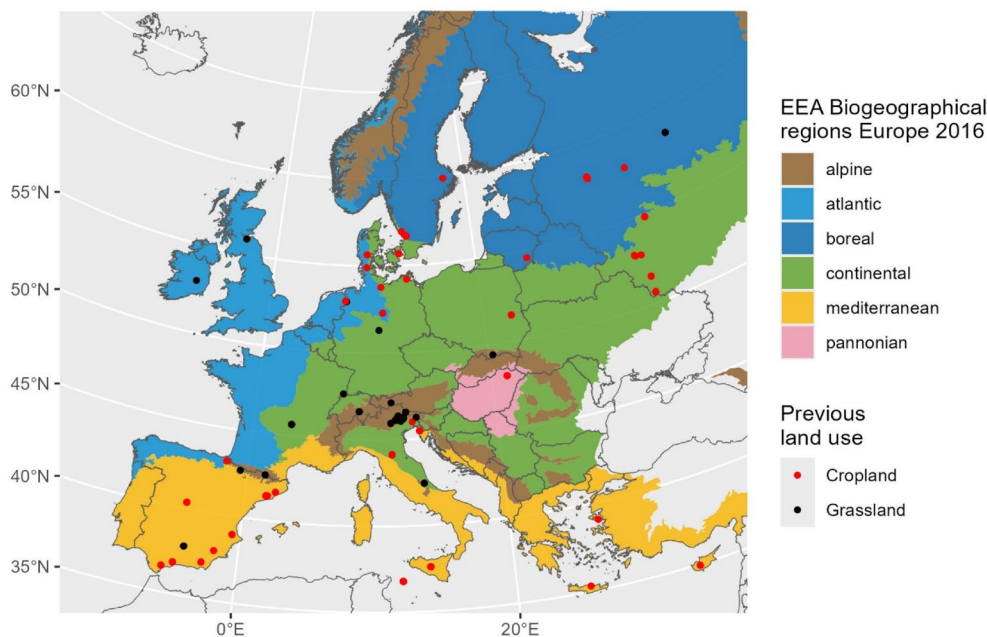 60°N
55°N
50°N
45°N
40°N
35°N
0°E
20°E
EEA Biogeographical
regions Europe 2016
alpine
atlantic
boreal
continental
mediterranean
pannonian
Previous
land use
Cropland
Grassland